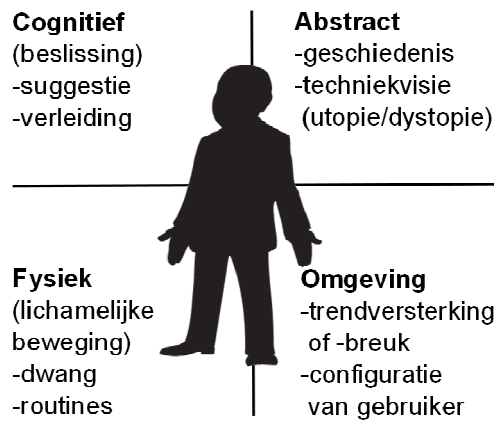 Cognitief
(beslissing)
-suggestie
-verleiding
Abstract
-geschiedenis
-techniekvisie
(utopie/dystopie)
Fysiek
(lichamelijke
beweging)
-dwang
-routines
Omgeving
-trendversterking
of -breuk
-configuratie
van gebruiker